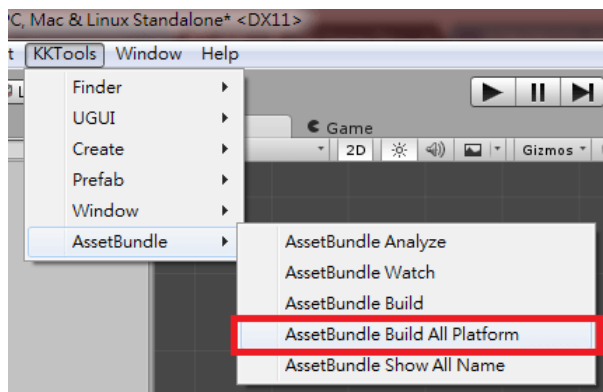 PC, Mac & Linux Standalone* <DX11>
t KKTools Window Help
Finder
UGUI
Game
Create
2D Gizmos
Prefab
Window
AssetBundle
AssetBundle Analyze
AssetBundle Watch
AssetBundle Build
AssetBundle Build All Platform
AssetBundle Show All Name